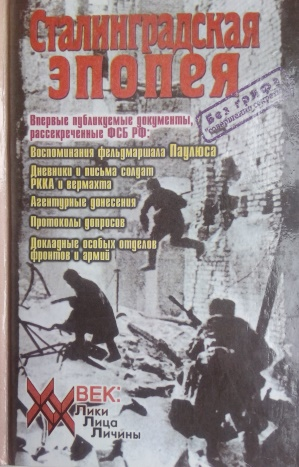 Сталинградская
эпопея
Без грифа
"совершенно секретно"
Впервые публикуемые документы,
рассекреченные ФСБ РФ:
Воспоминания фельдмаршала Паулюса
Дневники и письма солдат
РККА и вермахта
Агентурные донесения
Протоколы допросов
Докладные особых отделов
фронтов и армий
XX ВЕК:
Лики
Лица
Личины